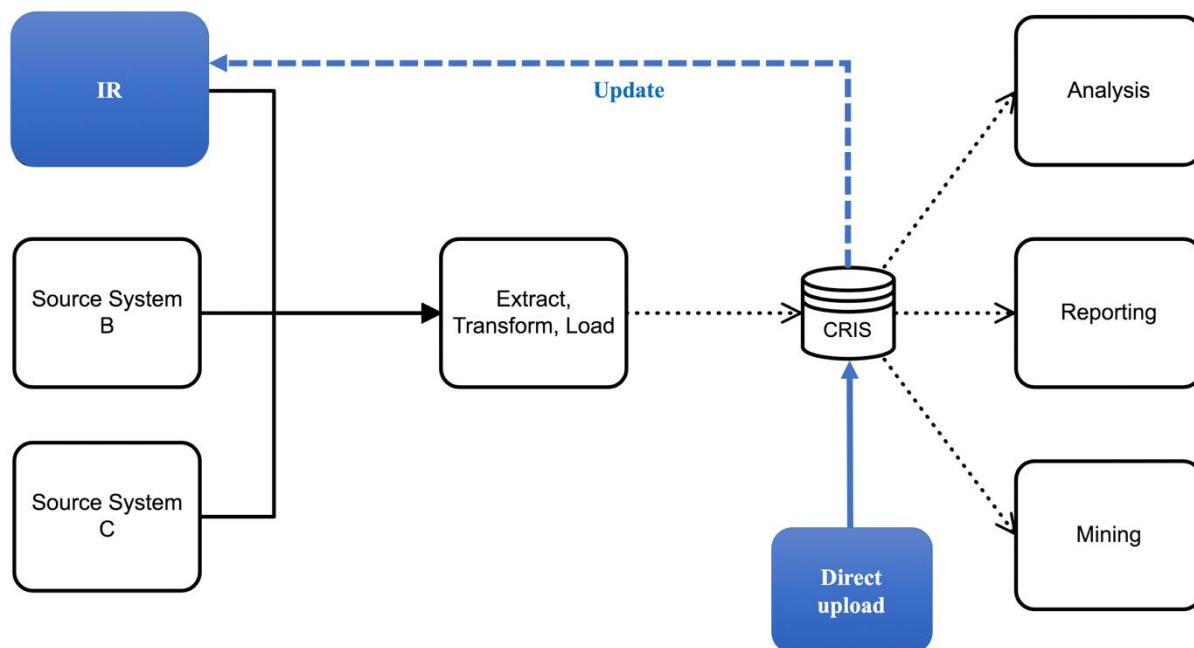 IR
Update
Analysis
Source System
B
Extract,
Transform, Load
CRIS
Reporting
Source System
C
Direct
upload
Mining